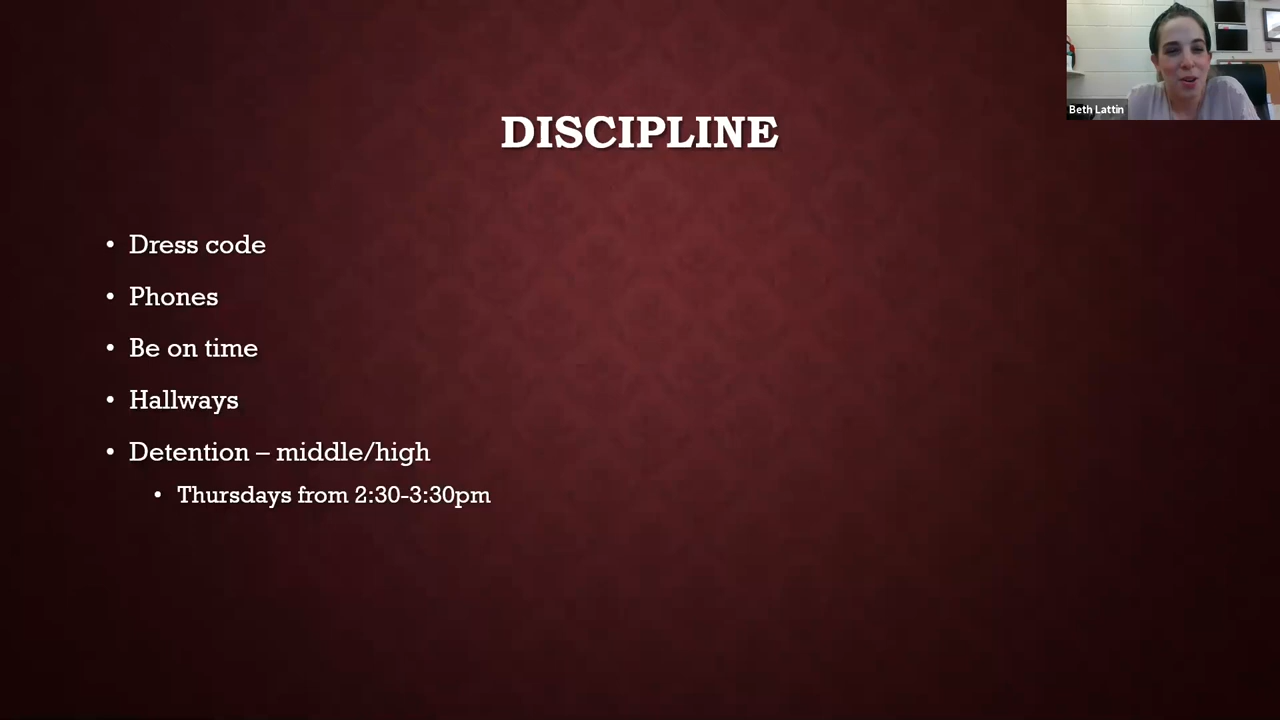 Beth Lattin
DISCIPLINE
• Dress code
• Phones
• Be on time
• Hallways
• Detention – middle/high
• Thursdays from 2:30-3:30pm